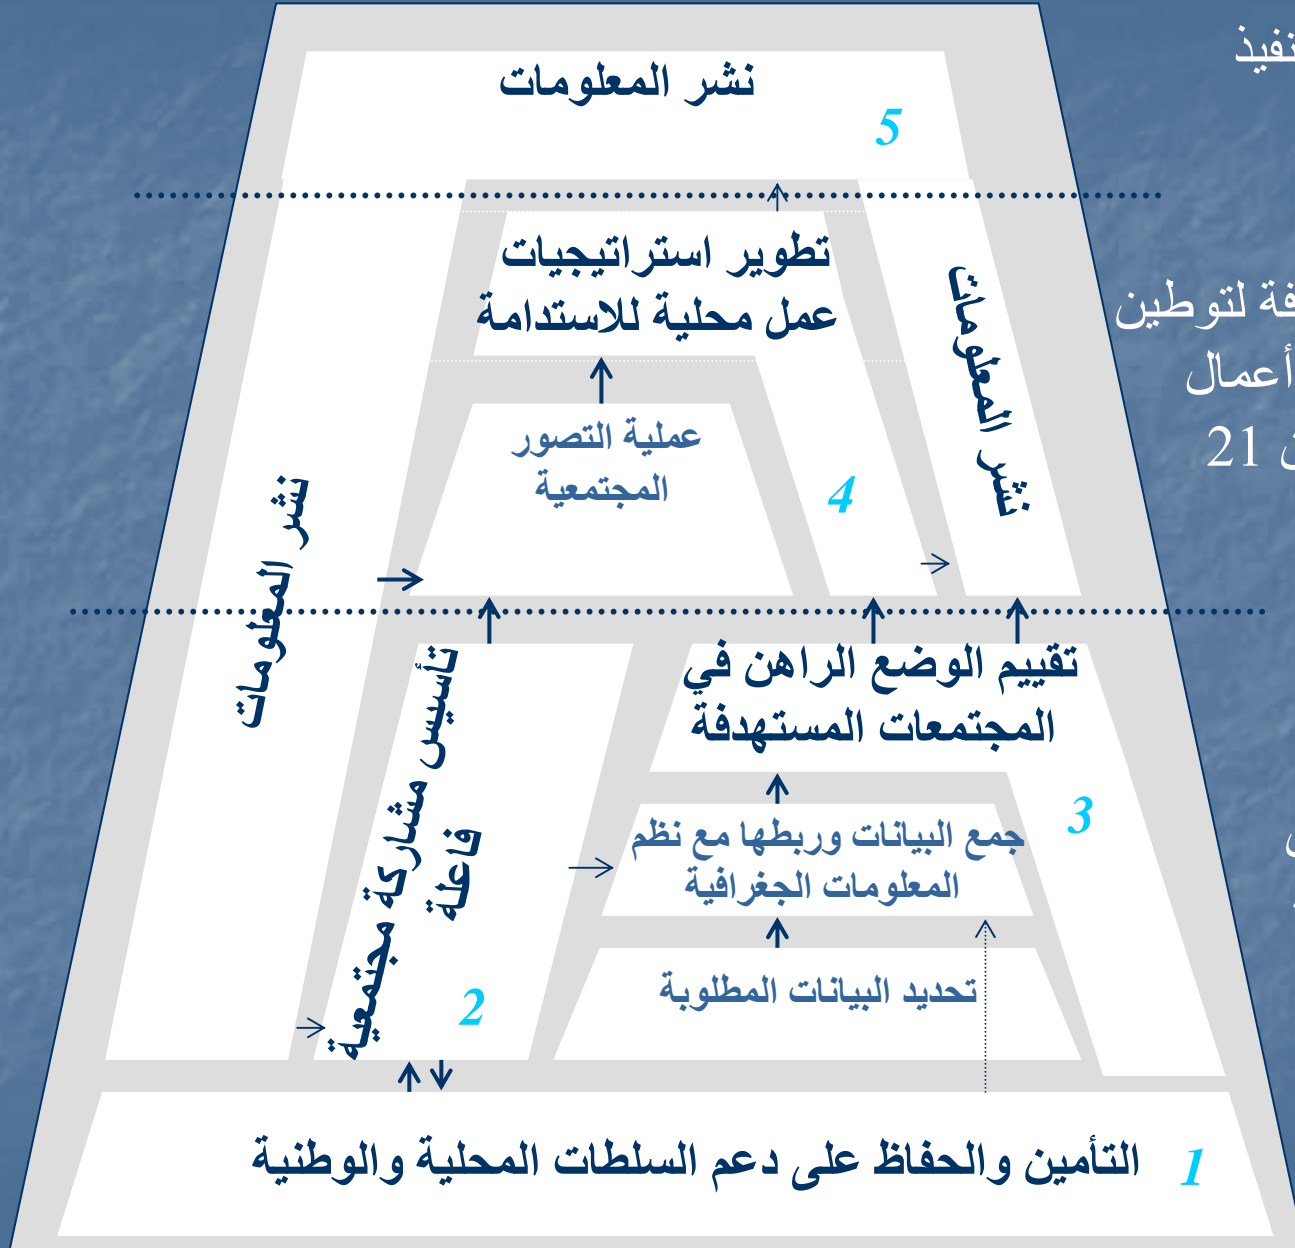 نشر المعلومات
5
تطوير استراتيجيات
عمل محلية للاستدامة
نشر المعلومات
عملية التصور
المجتمعية
4
نشر المعلومات
تقييم الوضع الراهن في
المجتمعات المستهدفة
3
جمع البيانات وربطها مع نظم
المعلومات الجغرافية
تحديد البيانات المطلوبة
تأسيس مشاركة مجتمعية
فاعلة
2
التأمين والحفاظ على دعم السلطات المحلية والوطنية
1
لتوطين
أعمال
21